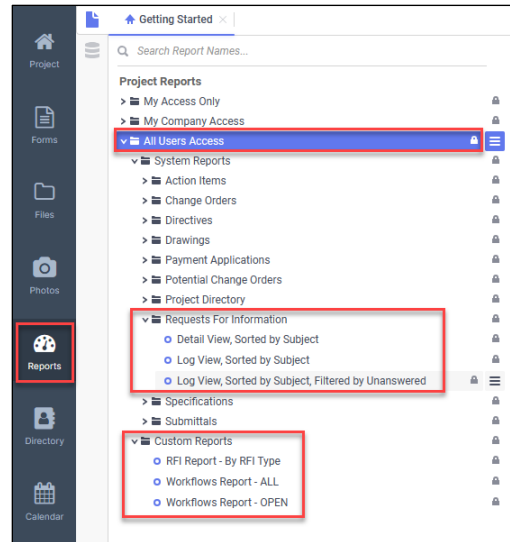 Getting Started
Project
Search Report Names...
Project Reports
My Access Only
My Company Access
Forms
All Users Access
System Reports
Action Items
Change Orders
Files
Directives
Drawings
Payment Applications
Photos
Potential Change Orders
Project Directory
Requests For Information
Detail View, Sorted by Subject
Reports
Log View, Sorted by Subject
Log View, Sorted by Subject, Filtered by Unanswered
Specifications
Submittals
Directory
Custom Reports
RFI Report - By RFI Type
Workflows Report - ALL
Workflows Report - OPEN
Calendar